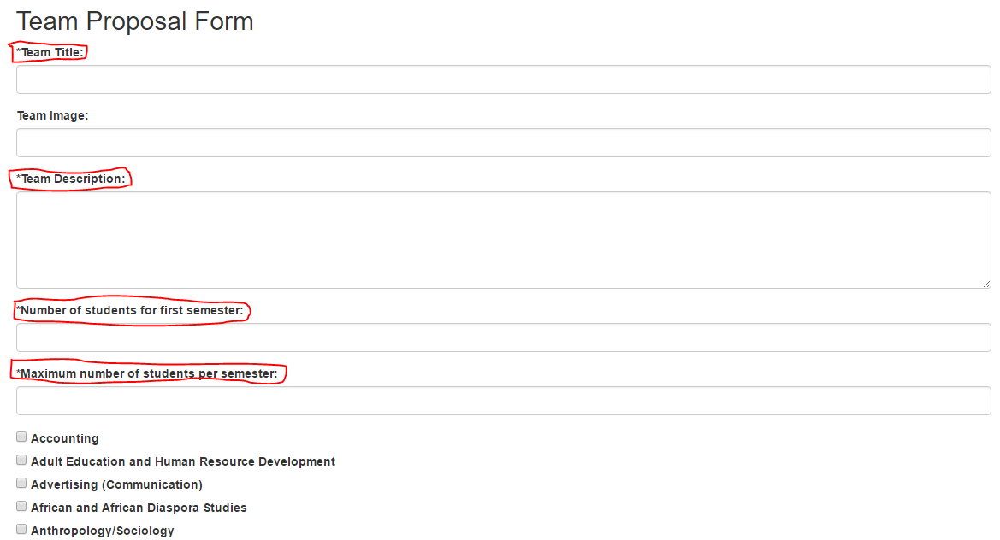 Team Proposal Form
*Team Title:
Team Image:
*Team Description:
*Number of students for first semester:
*Maximum number of students per semester:
Accounting
Adult Education and Human Resource Development
Advertising (Communication)
African and African Diaspora Studies
Anthropology/Sociology